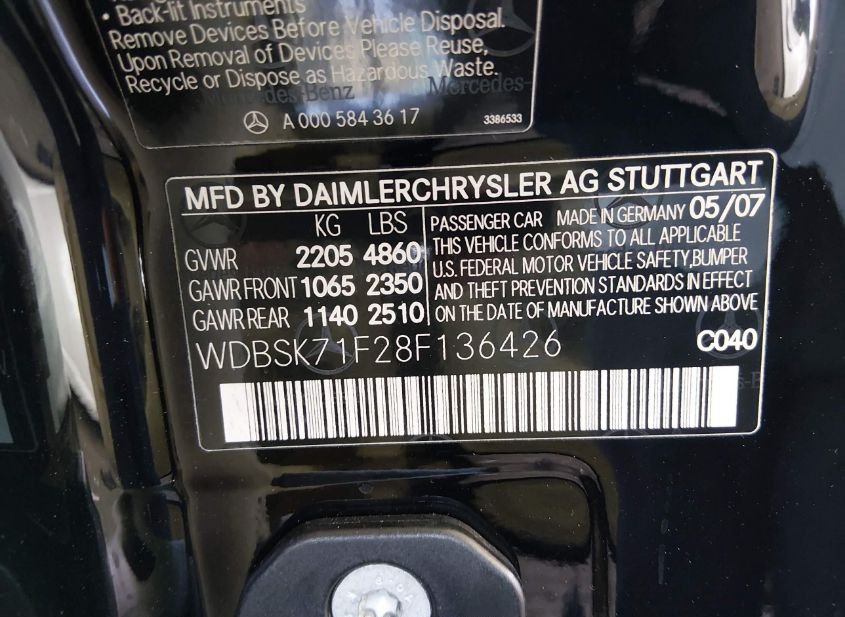 • Back-lit Instruments
Remove Devices Before Vehicle Disposal.
Upon Removal of Devices Please Reuse,
Recycle or Dispose as Hazardous Waste.
Mercedes-Benz Mercedes-
A 000 584 36 17 3386533
MFD BY DAIMLERCHRYSLER AG STUTTGART
KG LBS
GVWR 2205 4860
GAWR FRONT 1065 2350
GAWR REAR 1140 2510
PASSENGER CAR MADE IN GERMANY 05/07
THIS VEHICLE CONFORMS TO ALL APPLICABLE
U.S. FEDERAL MOTOR VEHICLE SAFETY,BUMPER
AND THEFT PREVENTION STANDARDS IN EFFECT
ON THE DATE OF MANUFACTURE SHOWN ABOVE
WDBSK71F28F136426 C040